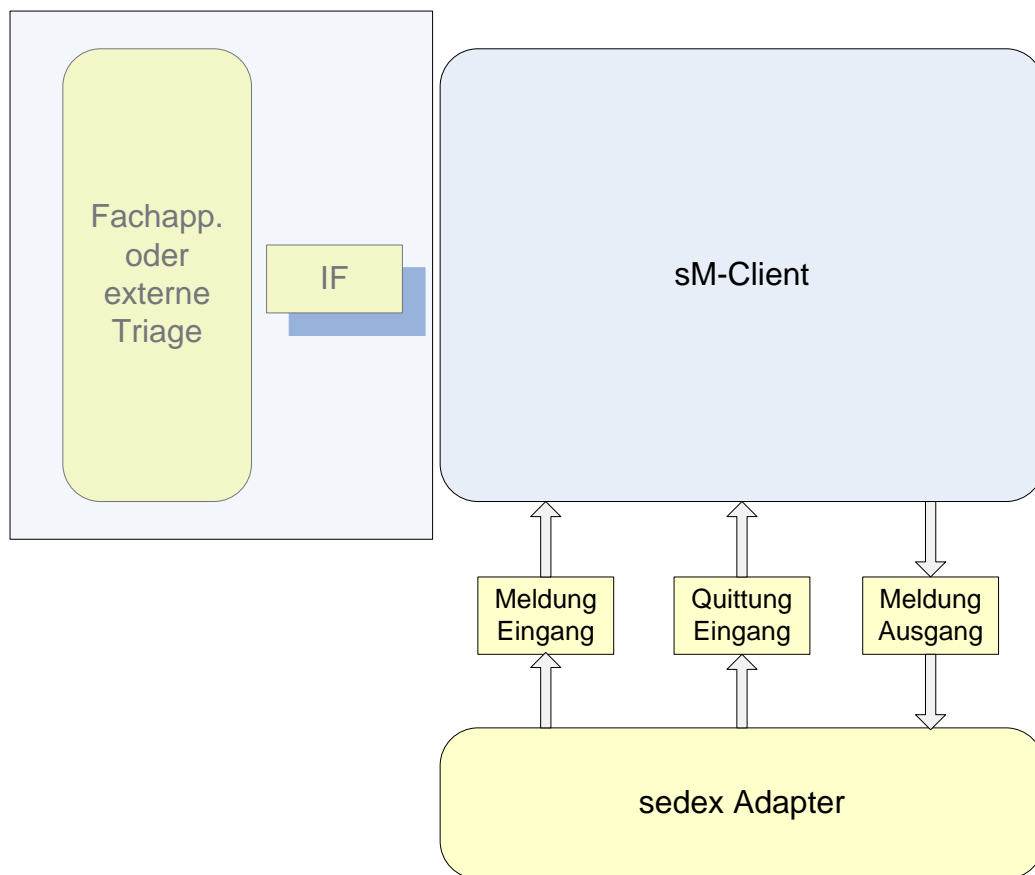 Fachapp.
oder
externe
Triage
IF
sM-Client
Meldung
Eingang
Quittung
Eingang
Meldung
Ausgang
sedex Adapter